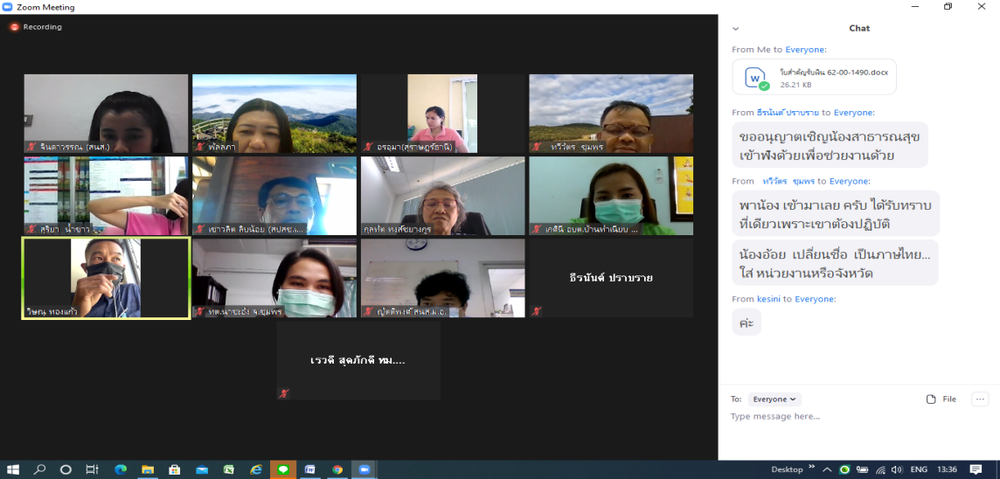 Zoom Meeting
Recording
Chat
From Me to Everyone:
ใบสำคัญรับเงิน 62-00-1490.docx
26.21 KB
From ธีรนันต์ ปราบราย to Everyone:
ขออนุญาตเชิญน้องสาธารณสุข
เข้าฟังด้วยเพื่อช่วยงานด้วย
From ทวีวัตร ชุมพร to Everyone:
พาน้อง เข้ามาเลย ครับ ได้รับทราบ
ที่เดียวเพราะเขาต้องปฏิบัติ
น้องอ้อย เปลี่ยนชื่อ เป็นภาษาไทย...
ใส่ หน่วยงานหรือจังหวัด
From kesini to Everyone:
ค่ะ
จินดาวรรณ (สนส.)
พัลลภา
อรอุมา(สุราษฎร์ธานี)
ทวีวัตร ชุมพร
สุริยา น้ำขาว
เชาวลิต ลิบน้อย (สปสช.เ...
กุลทัต หงส์ชยางกูร
เกศินี อบต.บ้านทำเนียบ ...
วิษณุ ทองแก้ว
ทต.นาชะอัง จ.ชุมพร
ญัตติพงศ์ สนส.ม.อ.
ธีรนันต์ ปราบราย
เรวดี สุดภักดี ทม....
To: Everyone
File
Type message here...
Desktop
ENG
13:36